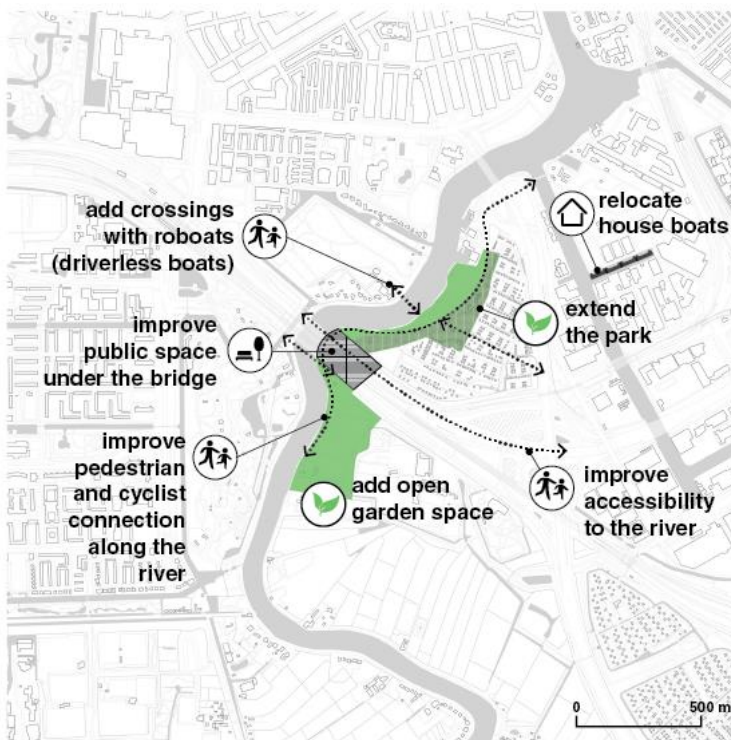 add crossings
with roboats
(driverless boats)
relocate
house boats
improve
public space
under the bridge
extend
the park
improve
pedestrian
and cyclist
connection
along the
river
add open
garden space
improve
accessibility
to the river
0 500 m